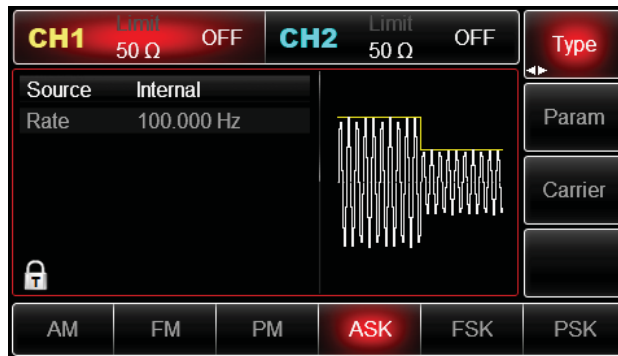 CH1 Limit 50 Ω OFF CH2 Limit 50 Ω OFF Type
Source Internal
Rate 100.000 Hz
Param
Carrier
T
AM FM PM ASK FSK PSK